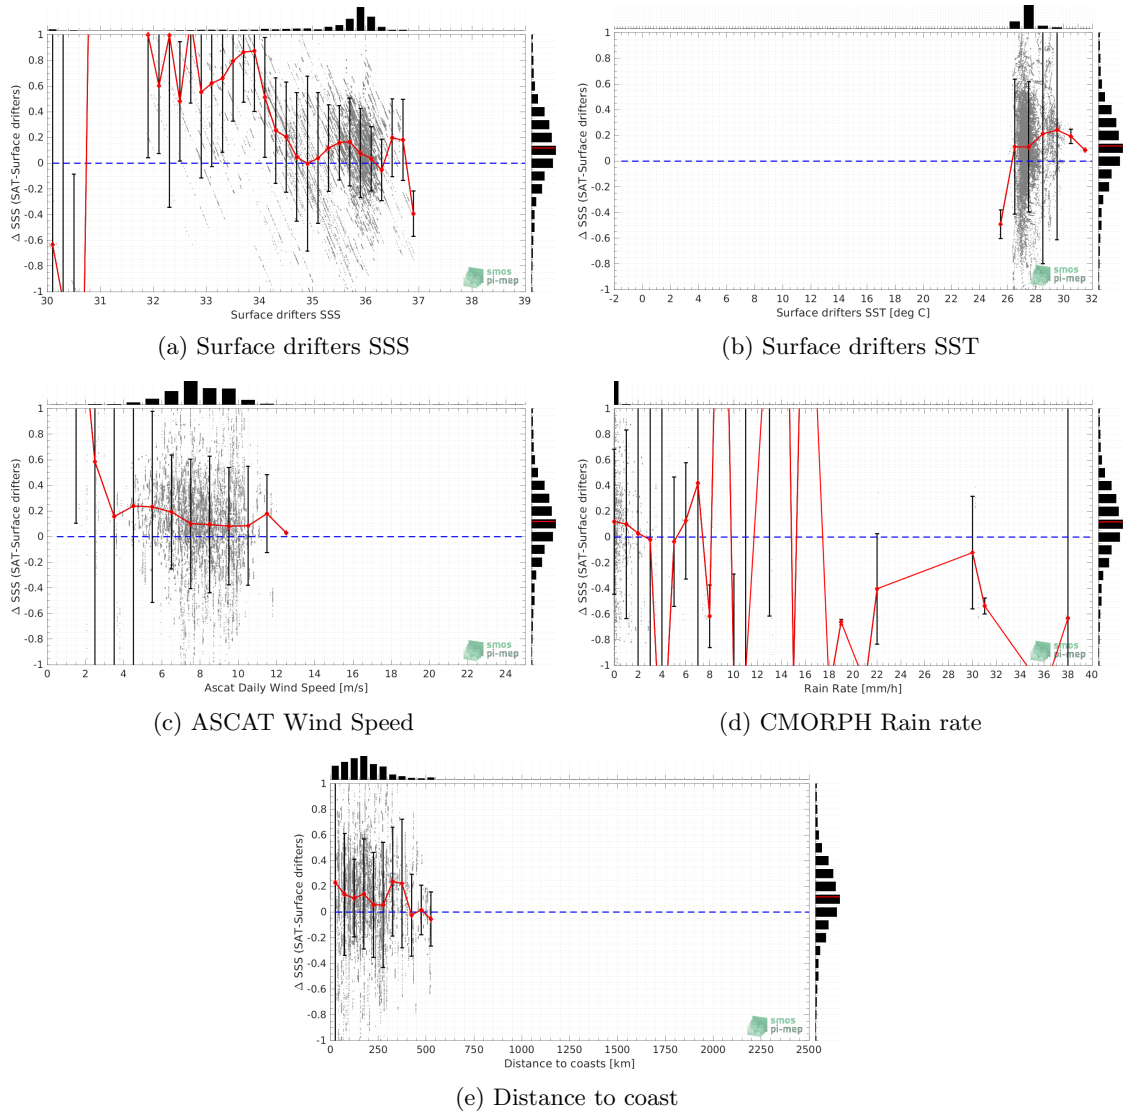 1
0.8
0.6
0.4
0.2
0
-0.2
-0.4
-0.6
-0.8
-1
Δ SSS (SAT-Surface drifters)
30 31 32 33 34 35 36 37 38 39
Surface drifters SSS
smos
pi-mep
(a) Surface drifters SSS
1
0.8
0.6
0.4
0.2
0
-0.2
-0.4
-0.6
-0.8
-1
Δ SSS (SAT-Surface drifters)
-2 0 2 4 6 8 10 12 14 16 18 20 22 24 26 28 30 32
Surface drifters SST [deg C]
smos
pi-mep
(b) Surface drifters SST
1
0.8
0.6
0.4
0.2
0
-0.2
-0.4
-0.6
-0.8
-1
Δ SSS (SAT-Surface drifters)
0 2 4 6 8 10 12 14 16 18 20 22 24
Ascat Daily Wind Speed [m/s]
smos
pi-mep
(c) ASCAT Wind Speed
1
0.8
0.6
0.4
0.2
0
-0.2
-0.4
-0.6
-0.8
-1
Δ SSS (SAT-Surface drifters)
0 2 4 6 8 10 12 14 16 18 20 22 24 26 28 30 32 34 36 38 40
Rain Rate [mm/h]
smos
pi-mep
(d) CMORPH Rain rate
1
0.8
0.6
0.4
0.2
0
-0.2
-0.4
-0.6
-0.8
-1
Δ SSS (SAT-Surface drifters)
0 250 500 750 1000 1250 1500 1750 2000 2250 2500
Distance to coasts [km]
smos
pi-mep
(e) Distance to coast